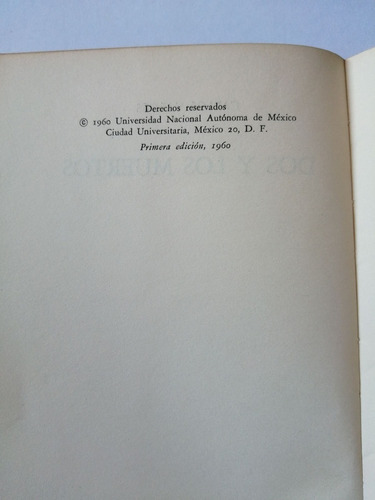 Derechos reservados
© 1960 Universidad Nacional Autónoma de México
Ciudad Universitaria, México 20, D. F.
Primera edición, 1960